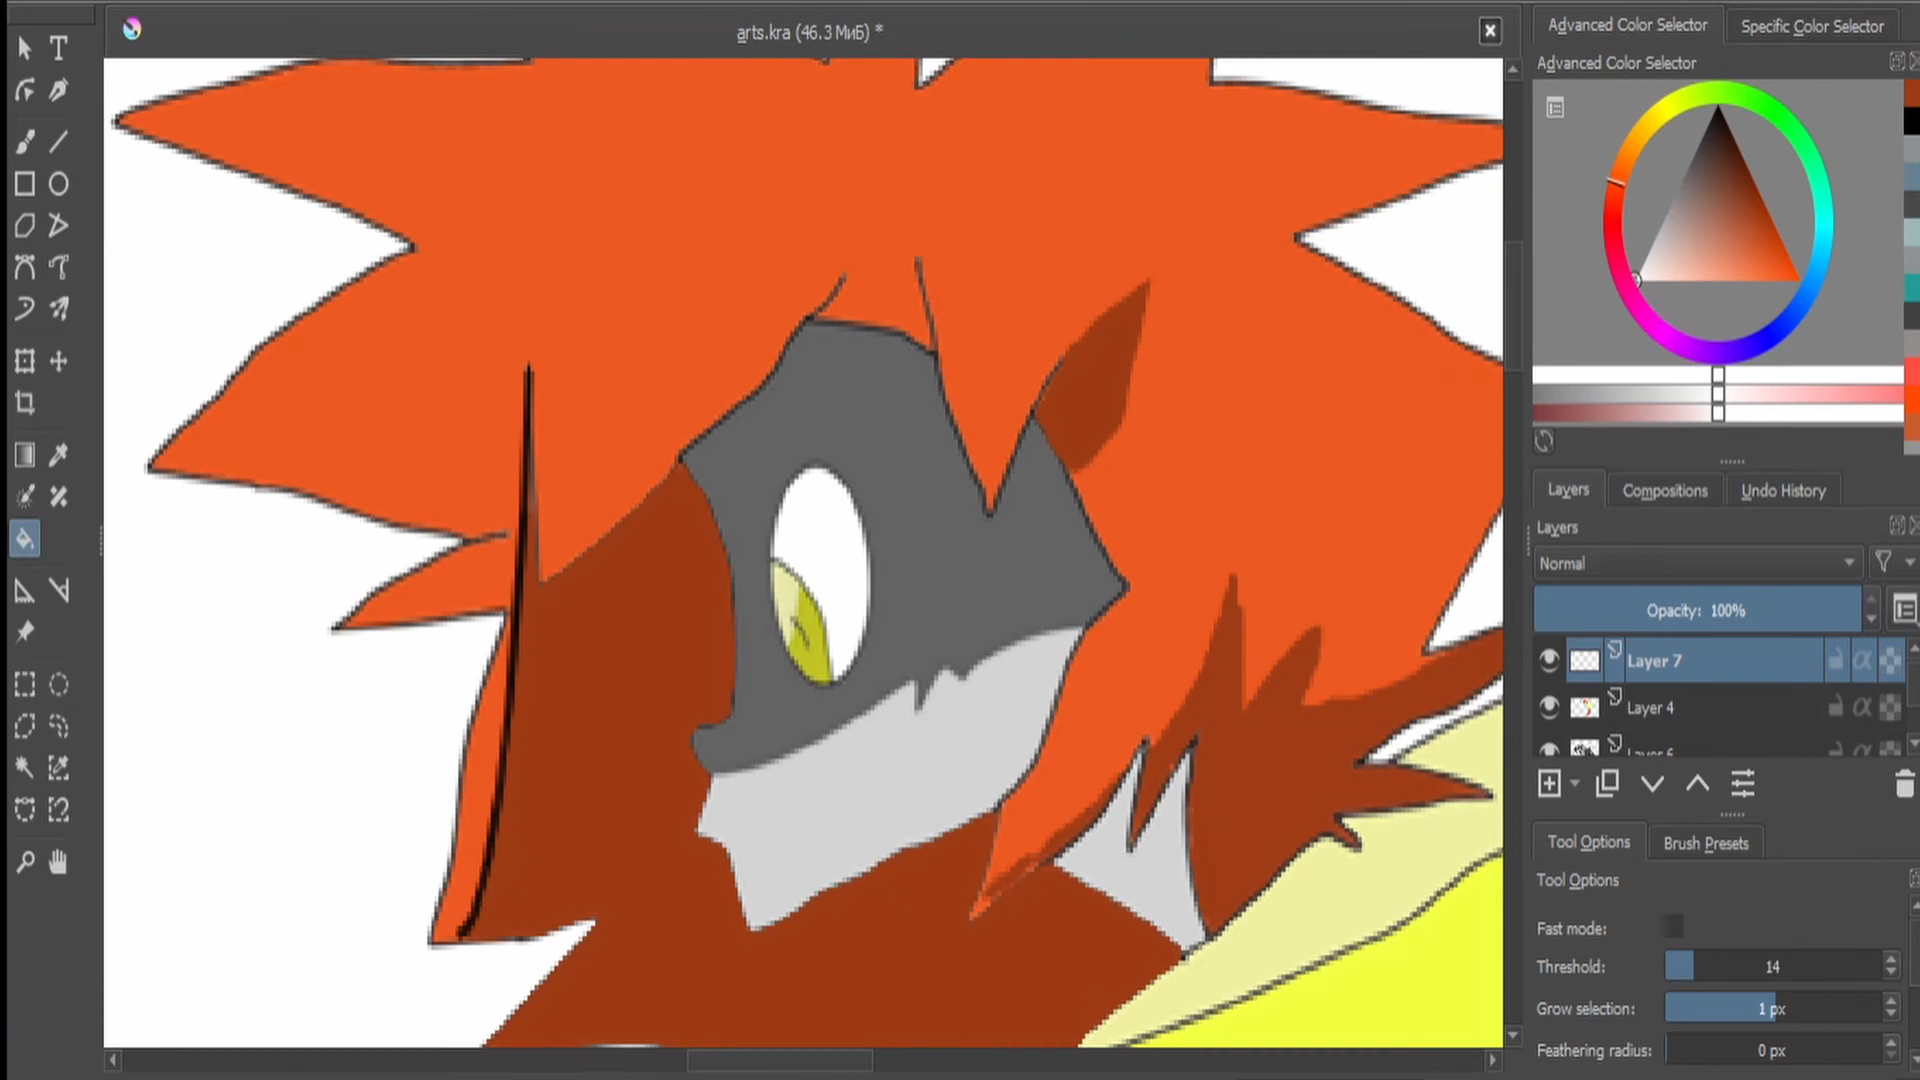 arts.kra (46.3 МиБ) *
Advanced Color Selector
Specific Color Selector
Advanced Color Selector
Layers
Compositions
Undo History
Layers
Normal
Opacity: 100%
Layer 7
Layer 4
Layer 6
Tool Options
Brush Presets
Tool Options
Fast mode:
Threshold: 14
Grow selection: 1 px
Feathering radius: 0 px